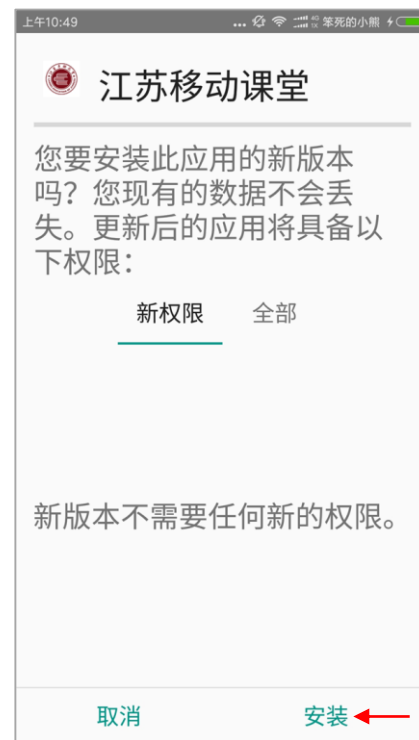 上午10:49 ... 4G 5X 笨死的小熊
江苏移动课堂
您要安装此应用的新版本
吗？您现有的数据不会丢
失。更新后的应用将具备以
下权限：
新权限 全部
新版本不需要任何新的权限。
取消 安装